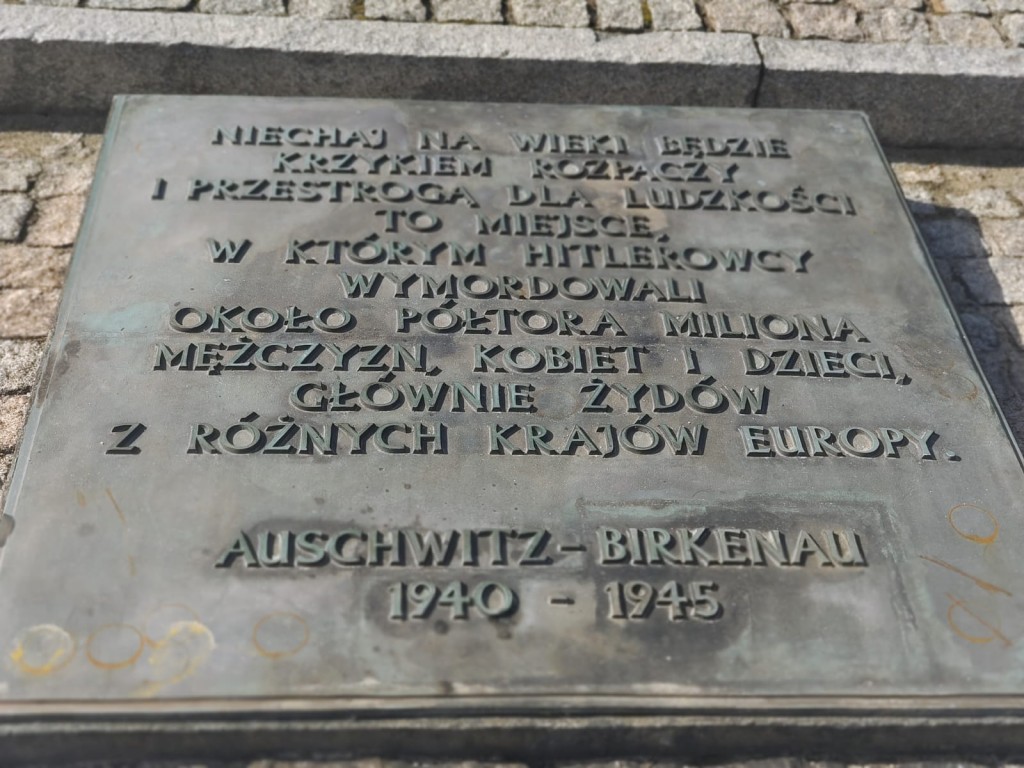 NIECHAJ NA WIEKI BĘDZIE
KRZYKIEM ROZPACZY
I PRZESTROGĄ DLA LUDZKOŚCI
TO MIEJSCE,
W KTÓRYM HITLEROWCY
WYMORDOWALI
OKOŁO PÓŁTORA MILIONA
MĘŻCZYZN, KOBIET I DZIECI,
GŁÓWNIE ŻYDÓW
Z RÓŻNYCH KRAJÓW EUROPY.
AUSCHWITZ-BIRKENAU
1940 - 1945